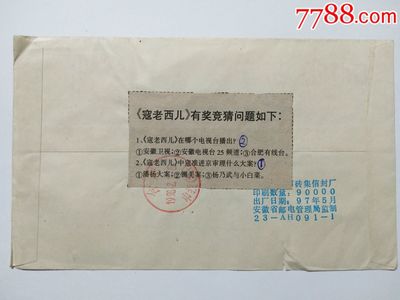 7788.com
《寇老西儿》有奖竞猜问题如下：
1、《寇老西儿》在哪个电视台播出？②
①安徽卫视；②安徽电视台25频道；③合肥有线台。
2、《寇老西儿》中寇准进京审理什么大案？①
①潘杨大案；②铡美案；③杨乃武与小白菜。
砖集信封厂
印刷数量：90000
出厂日期：97年5月
安徽省邮电管理局监制
23-AH091-1